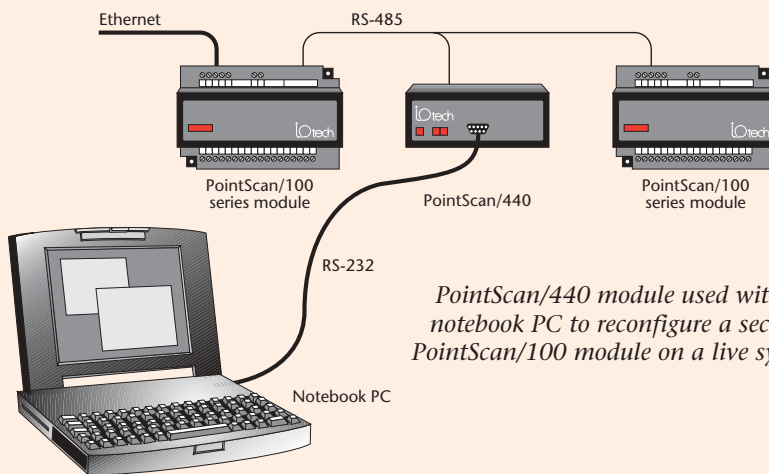 Ethernet
RS-485
iOtech
iOtech
iOtech
PointScan/100
series module
PointScan/440
PointScan/100
series module
RS-232
PointScan/440 module used wit
notebook PC to reconfigure a sec
PointScan/100 module on a live sy
Notebook PC